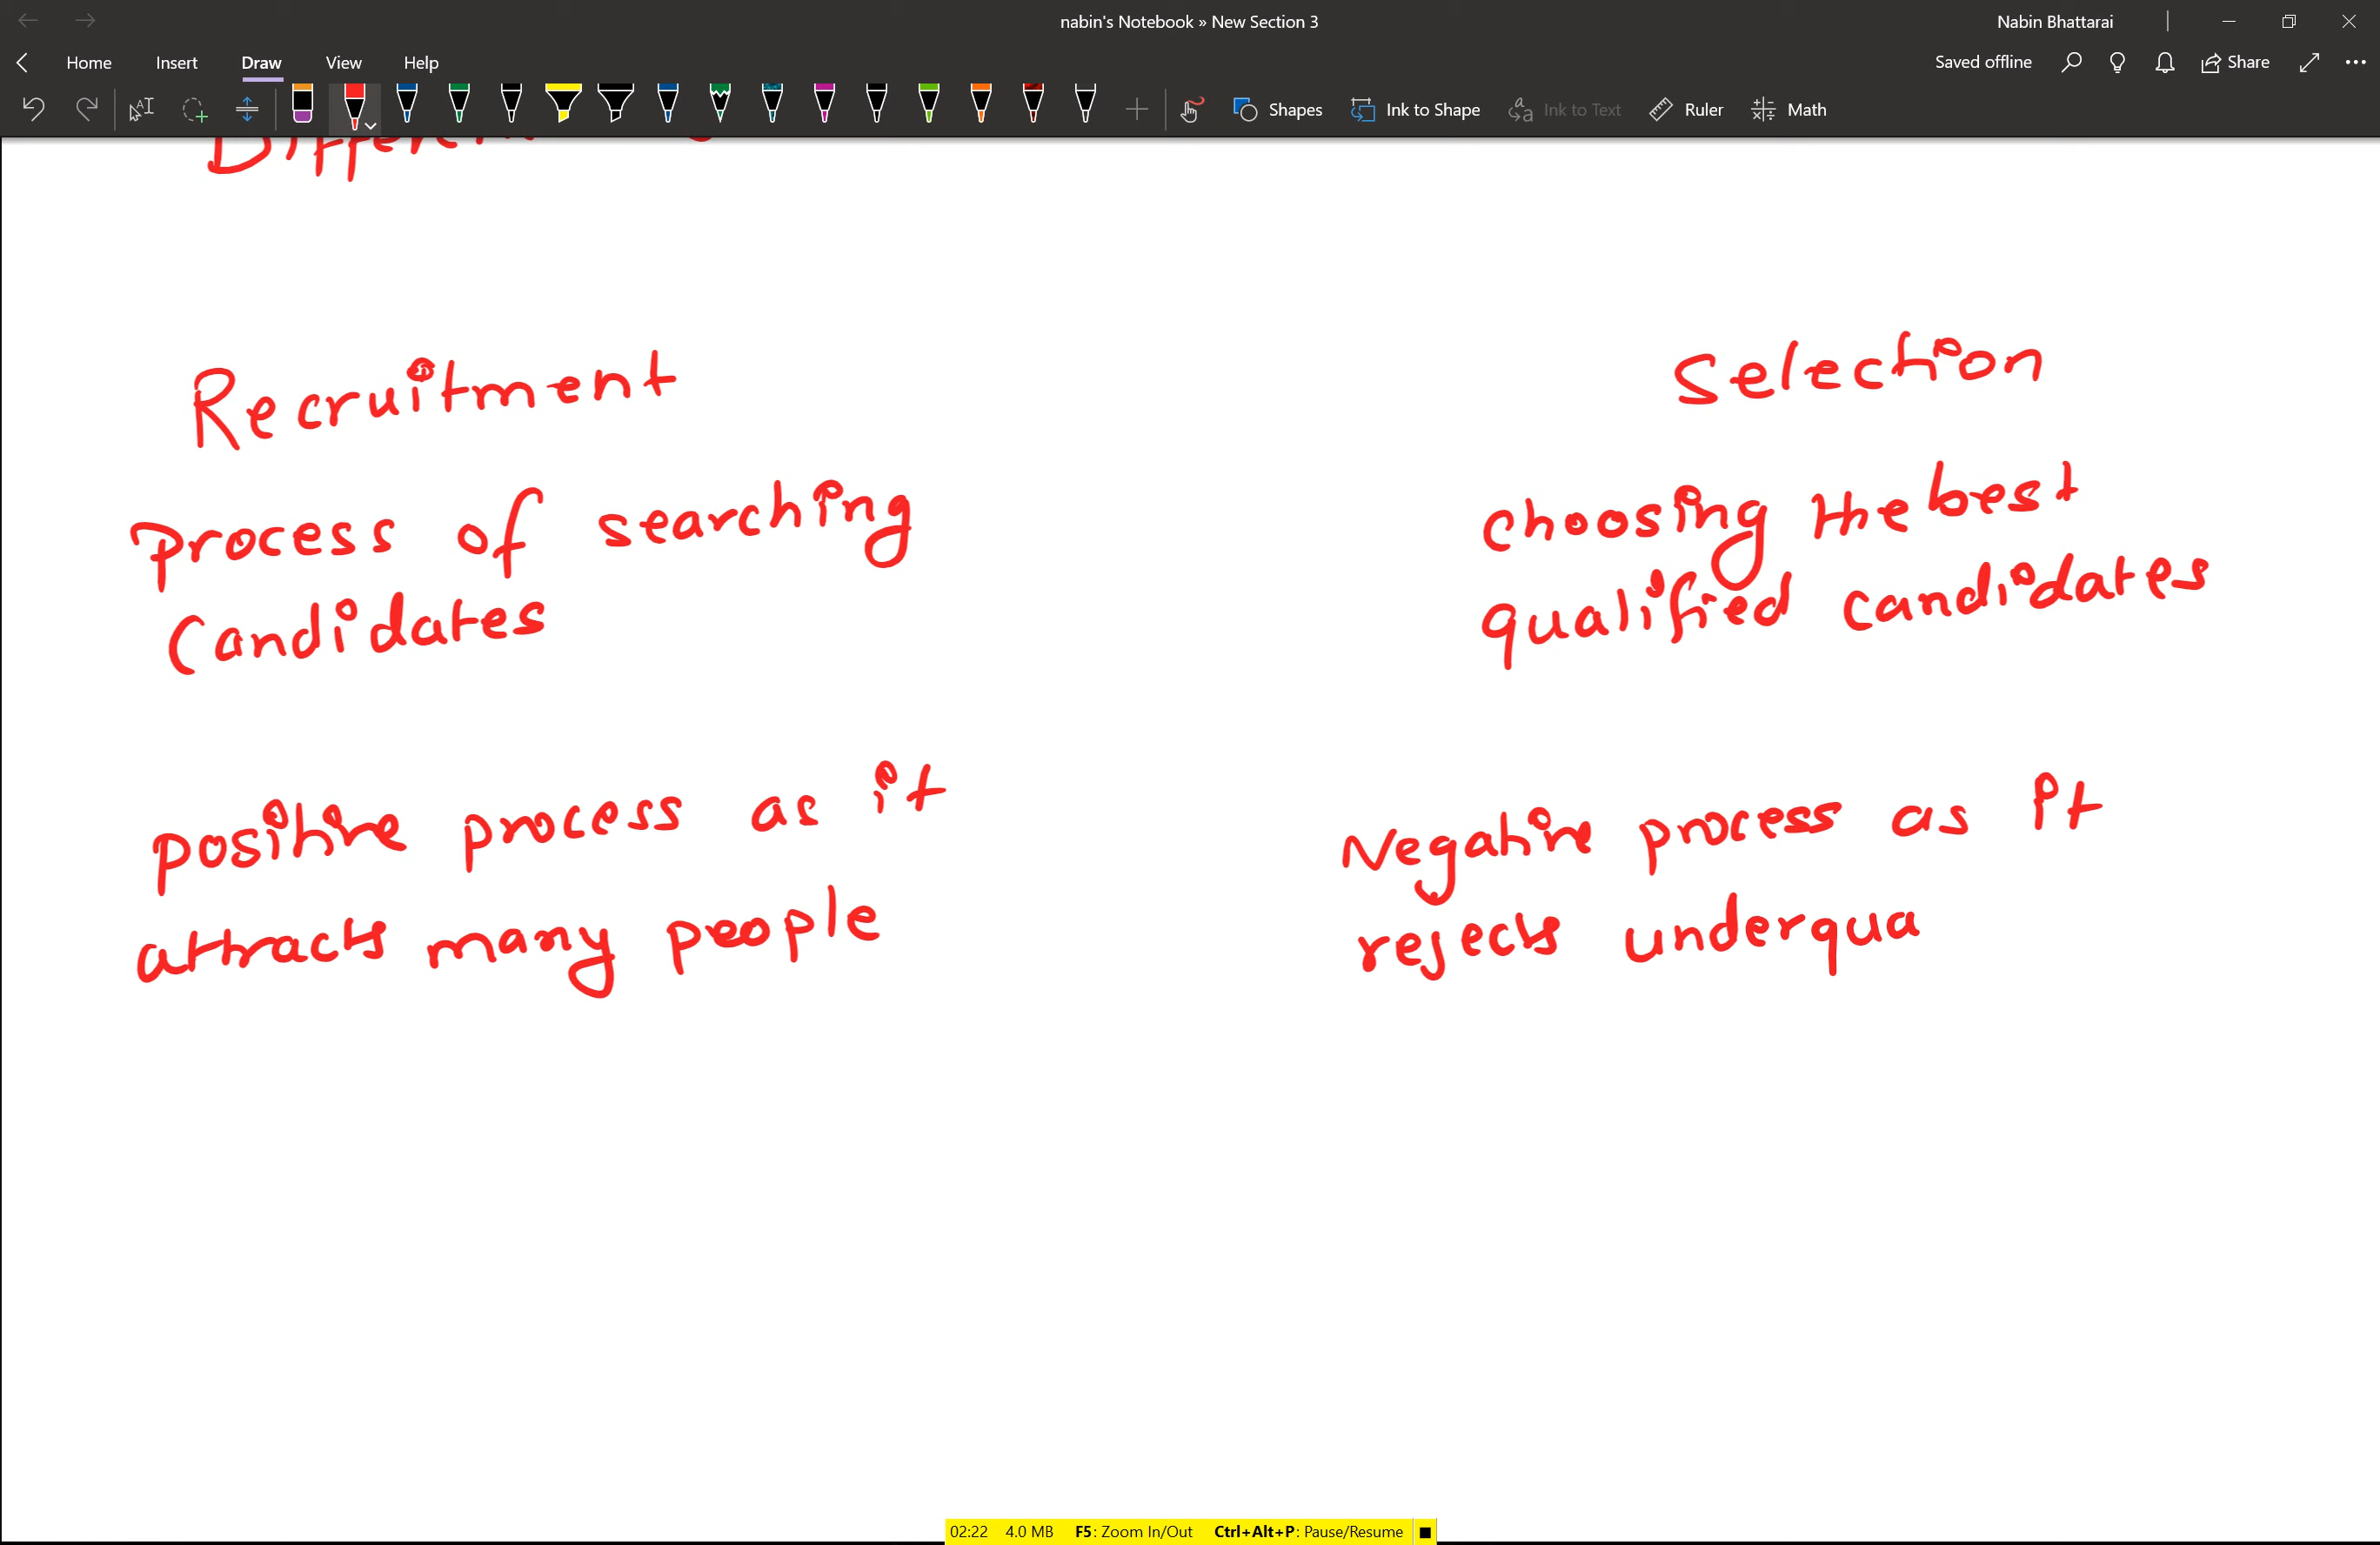 nabin's Notebook » New Section 3
Nabin Bhattarai
Home Insert Draw View Help
Saved offline
Share
Shapes Ink to Shape Ink to Text Ruler Math
Recruitment
Selection
process of searching
candidates
choosing the best
qualified candidates
positive process as it
attracts many people
Negative process as it
rejects underqua
02:22 4.0 MB F5: Zoom In/Out Ctrl+Alt+P: Pause/Resume